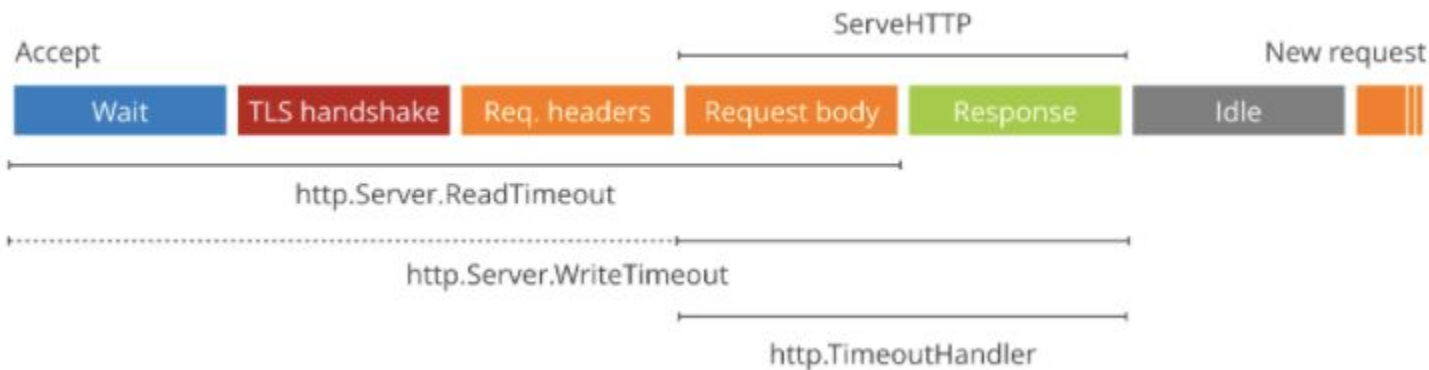 ServeHTTP
Accept
New request
Wait
TLS handshake
Req. headers
Request body
Response
Idle
http.Server.ReadTimeout
http.Server.WriteTimeout
http.TimeoutHandler